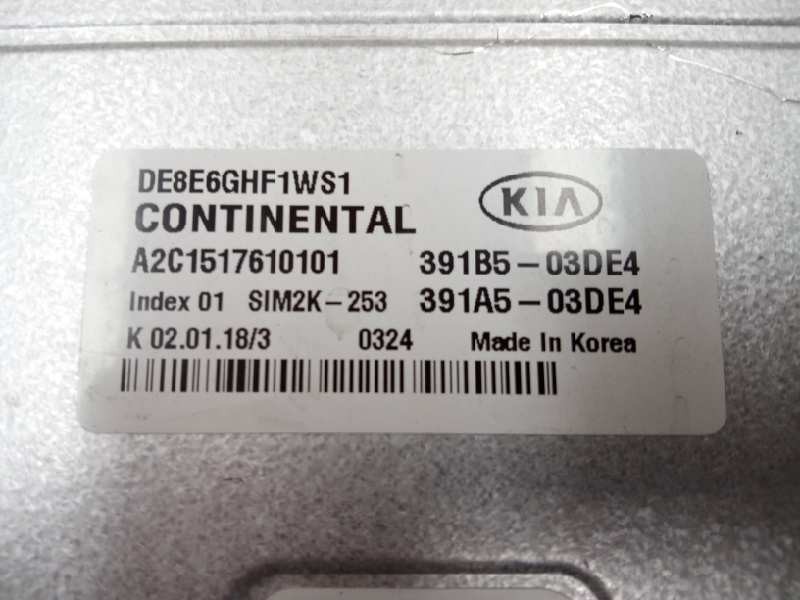 DE8E6GHF1WS1
KIA
CONTINENTAL
A2C1517610101 391B5-03DE4
Index 01 SIM2K-253 391A5-03DE4
K 02.01.18/3 0324 Made In Korea